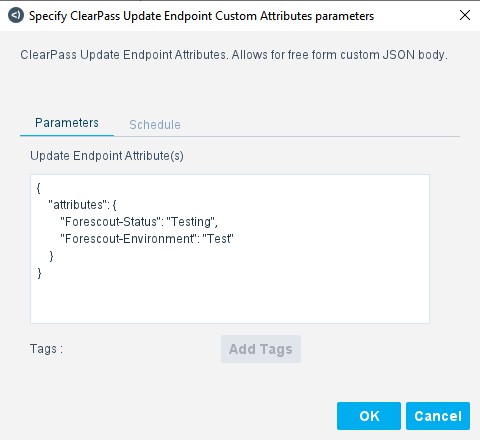 Specify ClearPass Update Endpoint Custom Attributes parameters
ClearPass Update Endpoint Attributes. Allows for free form custom JSON body.
Parameters Schedule
Update Endpoint Attribute(s)
{
"attributes": {
"Forescout-Status": "Testing",
"Forescout-Environment": "Test"
}
}
Tags : Add Tags
OK Cancel